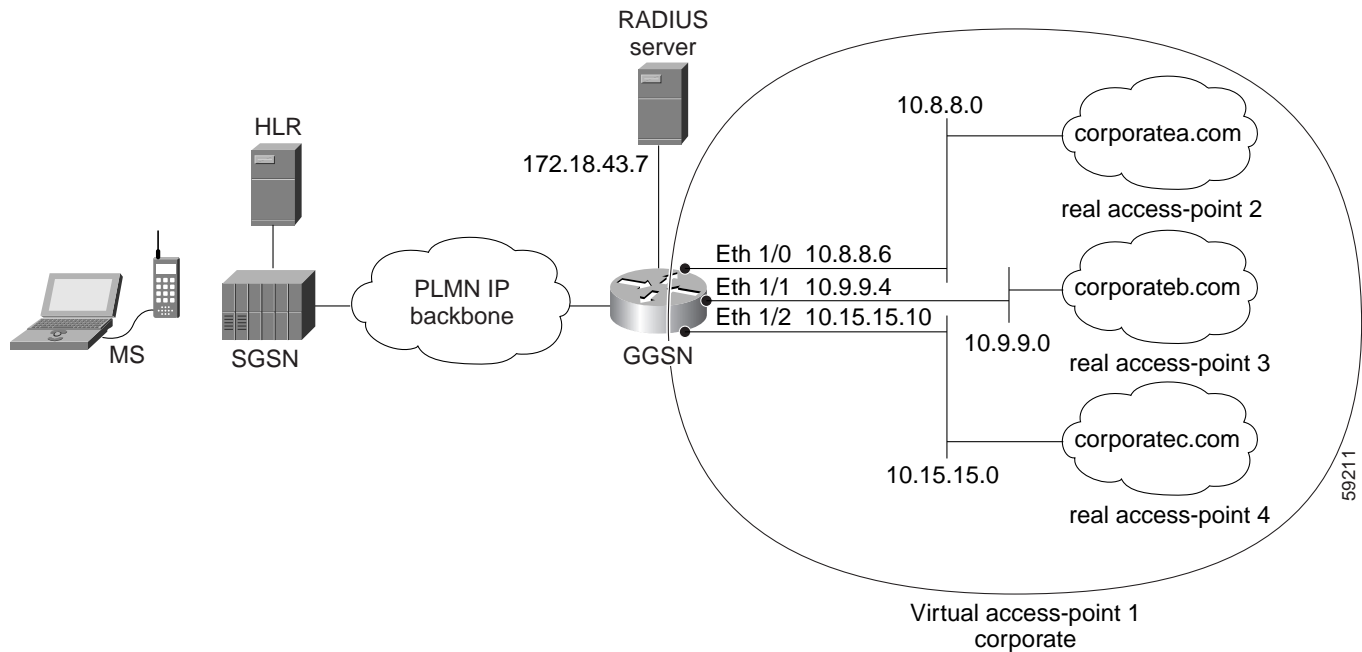 RADIUS
server
HLR
172.18.43.7
10.8.8.0
corporatea.com
real access-point 2
Eth 1/0 10.8.8.6
Eth 1/1 10.9.9.4
Eth 1/2 10.15.15.10
PLMN IP
backbone
corporateb.com
10.9.9.0
real access-point 3
MS
SGSN
GGSN
corporatec.com
10.15.15.0
real access-point 4
59211
Virtual access-point 1
corporate